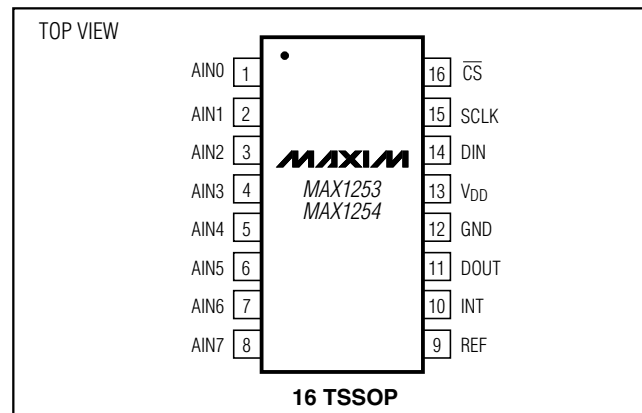 TOP VIEW
AIN0 1
AIN1 2
AIN2 3
AIN3 4
AIN4 5
AIN5 6
AIN6 7
AIN7 8
MAXIM
MAX1253
MAX1254
16 C̅S̅
15 SCLK
14 DIN
13 VDD
12 GND
11 DOUT
10 INT
9 REF
16 TSSOP